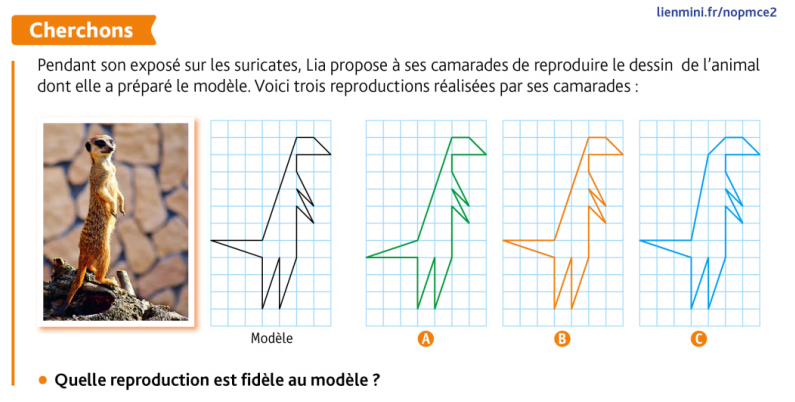 lienmini.fr/nopmce2
Cherchons
Pendant son exposé sur les suricates, Lia propose à ses camarades de reproduire le dessin de l'animal
dont elle a préparé le modèle. Voici trois reproductions réalisées par ses camarades :
Modèle
A
B
C
• Quelle reproduction est fidèle au modèle ?